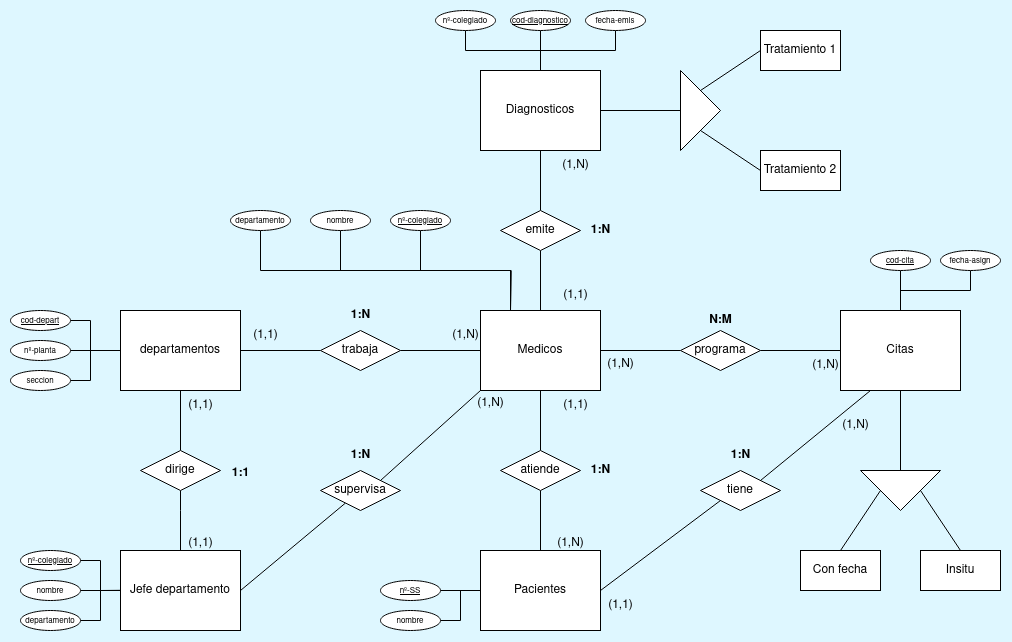 nº-colegiado
cod-diagnostico
fecha-emis
Tratamiento 1
Diagnosticos
Tratamiento 2
(1,N)
departamento
nombre
nº-colegiado
emite
1:N
cod-cita
fecha-asign
(1,1)
cod-depart
nº-planta
seccion
departamentos
(1,1)
1:N
trabaja
(1,N)
Medicos
(1,N)
N:M
programa
(1,N)
Citas
(1,1)
(1,N)
(1,1)
(1,N)
dirige
1:1
1:N
supervisa
atiende
1:N
1:N
tiene
(1,1)
(1,N)
nº-colegiado
nombre
departamento
Jefe departamento
nº-SS
nombre
Pacientes
(1,1)
Con fecha
Insitu